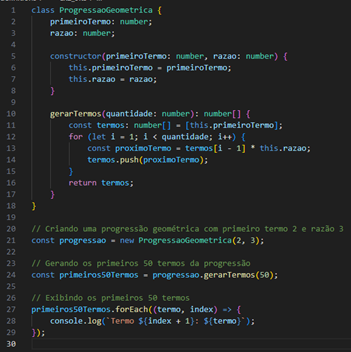 1 class ProgressaoGeometrica {
2     primeiroTermo: number;
3     razao: number;
4
5     constructor(primeiroTermo: number, razao: number) {
6         this.primeiroTermo = primeiroTermo;
7         this.razao = razao;
8     }
9
10     gerarTermos(quantidade: number): number[] {
11         const termos: number[] = [this.primeiroTermo];
12         for (let i = 1; i < quantidade; i++) {
13             const proximoTermo = termos[i - 1] * this.razao;
14             termos.push(proximoTermo);
15         }
16         return termos;
17     }
18 }
19
20 // Criando uma progressão geométrica com primeiro termo 2 e razão 3
21 const progressao = new ProgressaoGeometrica(2, 3);
22
23 // Gerando os primeiros 50 termos da progressão
24 const primeiros50Termos = progressao.gerarTermos(50);
25
26 // Exibindo os primeiros 50 termos
27 primeiros50Termos.forEach((termo, index) => {
28     console.log(`Termo ${index + 1}: ${termo}`);
29 });
30